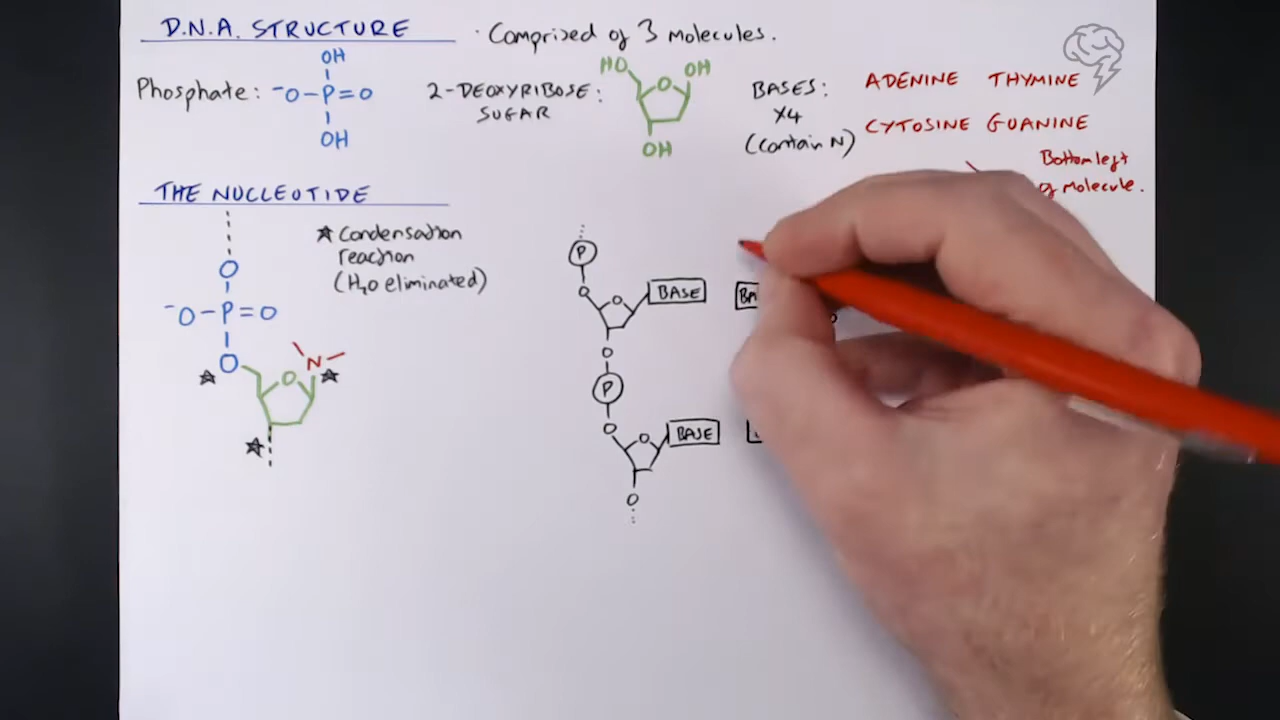 D.N.A. STRUCTURE
· Comprised of 3 molecules.
Phosphate:
OH
⁻O-P=O
OH
2-DEOXYRIBOSE:
SUGAR
HO
OH
O
OH
BASES:
x4
(contain N)
ADENINE THYMINE
CYTOSINE GUANINE
Bottom left
molecule.
THE NUCLEOTIDE
★ Condensation
reaction
(H₂O eliminated)
O
⁻O-P=O
O
O
N
P
O
O
BASE
O
P
O
O
BASE
O